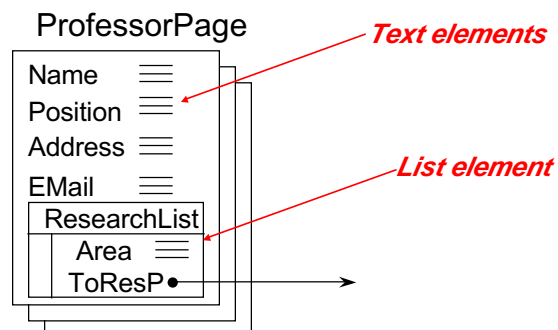 ProfessorPage
Text elements
Name
Position
Address
EMail
List element
ResearchList
Area
ToResP